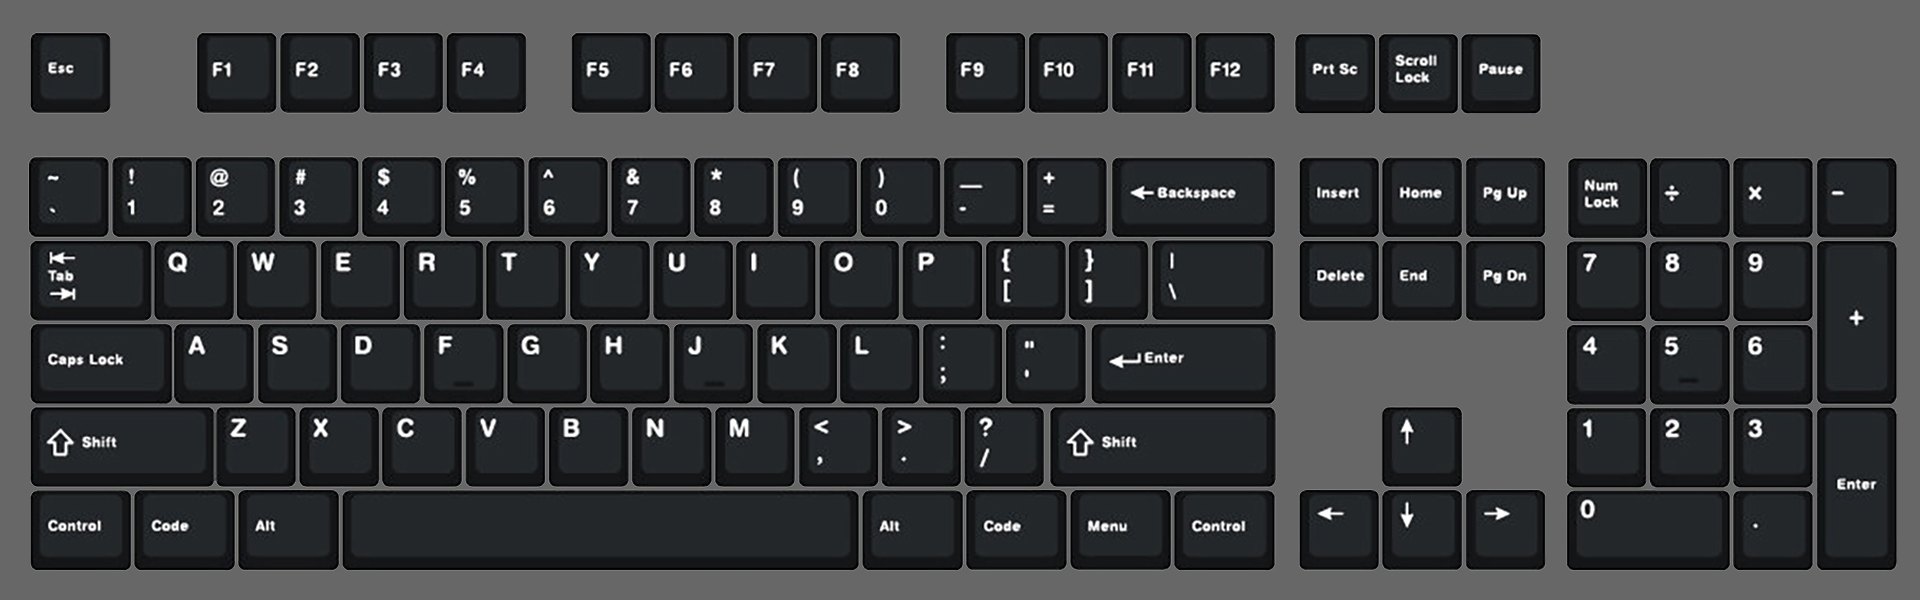 Esc F1 F2 F3 F4 F5 F6 F7 F8 F9 F10 F11 F12 Prt Sc Scroll Lock Pause
~ ! @ # $ % ^ & * ( ) — +
` 1 2 3 4 5 6 7 8 9 0 - = ←Backspace Insert Home Pg Up Num Lock ÷ × −
Tab Q W E R T Y U I O P { [ } ] | \ Delete End Pg Dn 7 8 9 +
Caps Lock A S D F G H J K L : ; " ' Enter 4 5 6
⇧ Shift Z X C V B N M < , > . ? / ⇧ Shift ↑ 1 2 3 Enter
Control Code Alt Alt Code Menu Control ← ↓ → 0 .